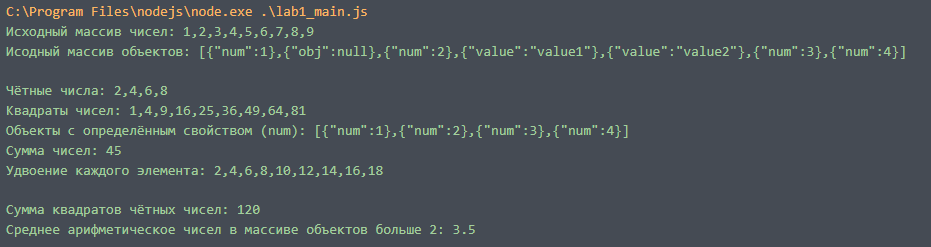 C:\Program Files\nodejs\node.exe .\lab1_main.js
Исходный массив чисел: 1,2,3,4,5,6,7,8,9
Исодный массив объектов: [{"num":1},{"obj":null},{"num":2},{"value":"value1"},{"value":"value2"},{"num":3},{"num":4}]
Чётные числа: 2,4,6,8
Квадраты чисел: 1,4,9,16,25,36,49,64,81
Объекты с определённым свойством (num): [{"num":1},{"num":2},{"num":3},{"num":4}]
Сумма чисел: 45
Удвоение каждого элемента: 2,4,6,8,10,12,14,16,18
Сумма квадратов чётных чисел: 120
Среднее арифметическое чисел в массиве объектов больше 2: 3.5